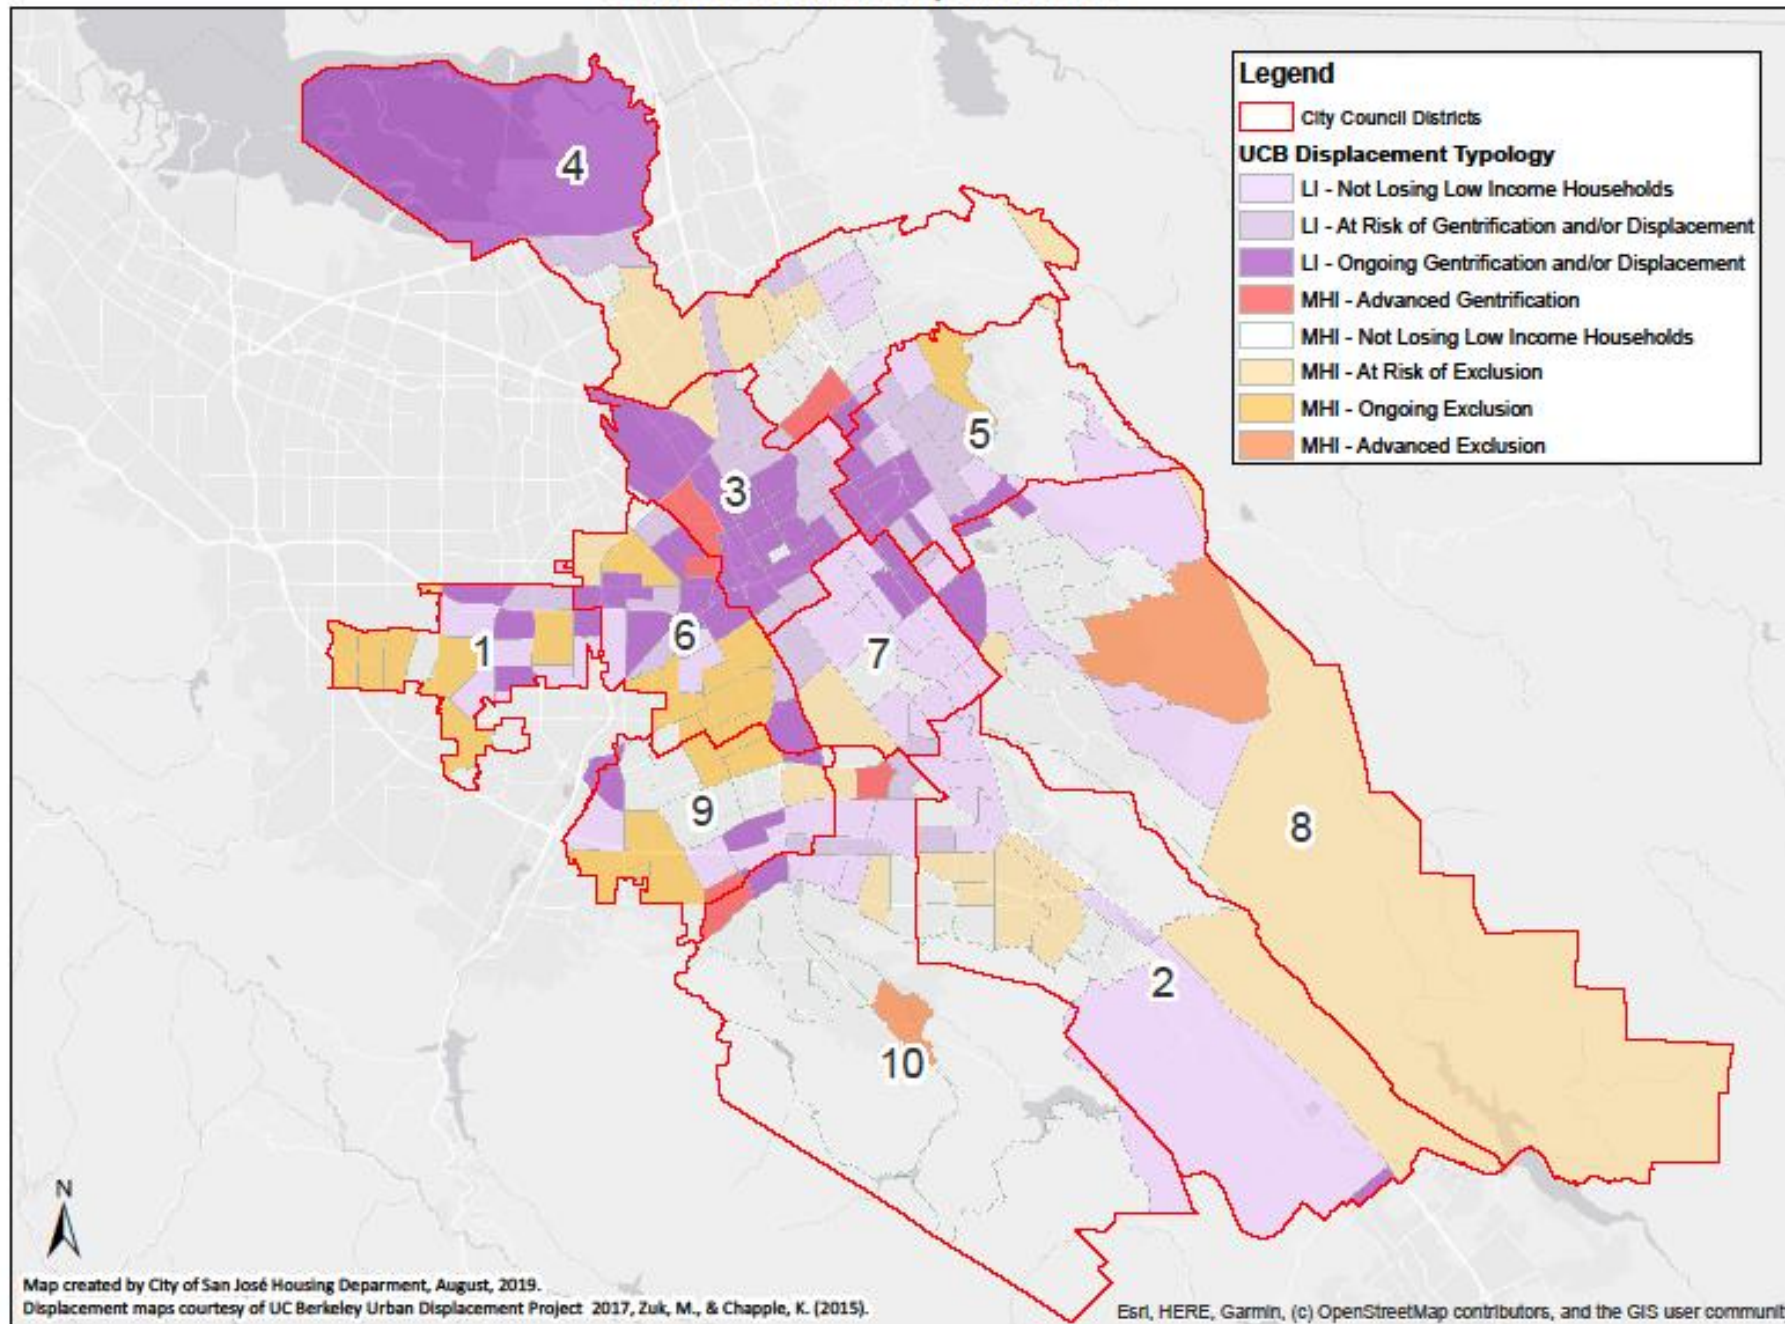 Legend
City Council Districts
UCB Displacement Typology
LI - Not Losing Low Income Households
LI - At Risk of Gentrification and/or Displacement
LI - Ongoing Gentrification and/or Displacement
MHI - Advanced Gentrification
MHI - Not Losing Low Income Households
MHI - At Risk of Exclusion
MHI - Ongoing Exclusion
MHI - Advanced Exclusion
4
5
3
1
6
7
9
8
2
10
N
Map created by City of San José Housing Deparment, August, 2019.
Displacement maps courtesy of UC Berkeley Urban Displacement Project 2017, Zuk, M., & Chapple, K. (2015).
Esri, HERE, Garmin, (c) OpenStreetMap contributors, and the GIS user communit